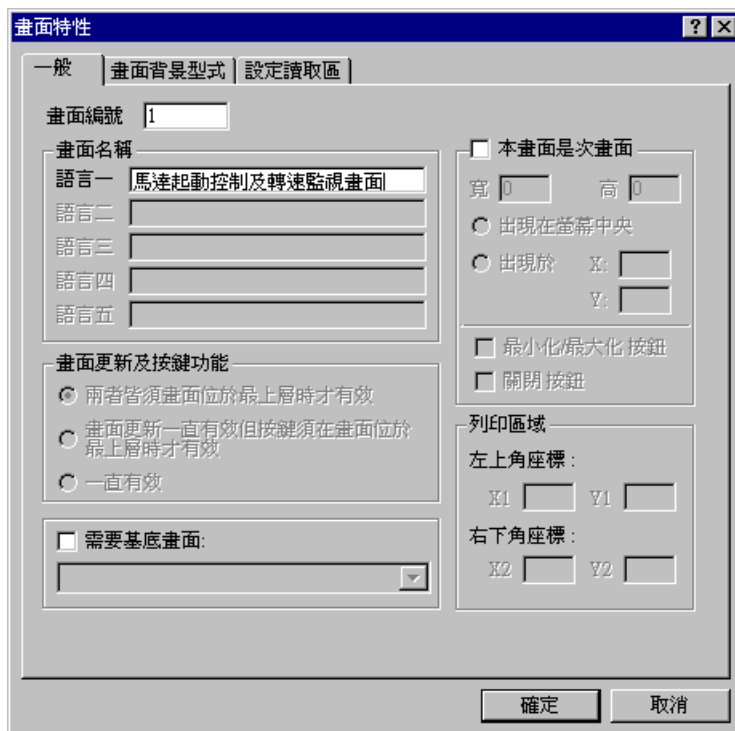 畫面特性
一般 畫面背景型式 設定讀取區
畫面編號 1
畫面名稱
語言一 馬達起動控制及轉速監視畫面
語言二
語言三
語言四
語言五
畫面更新及按鍵功能
兩者皆須畫面位於最上層時才有效
畫面更新一直有效但按鍵須在畫面位於
最上層時才有效
一直有效
需要基底畫面:
本畫面是次畫面
寬 0 高 0
出現在螢幕中央
出現於 X:
Y:
最小化/最大化 按鈕
關閉 按鈕
列印區域
左上角座標:
X1 Y1
右下角座標:
X2 Y2
確定 取消